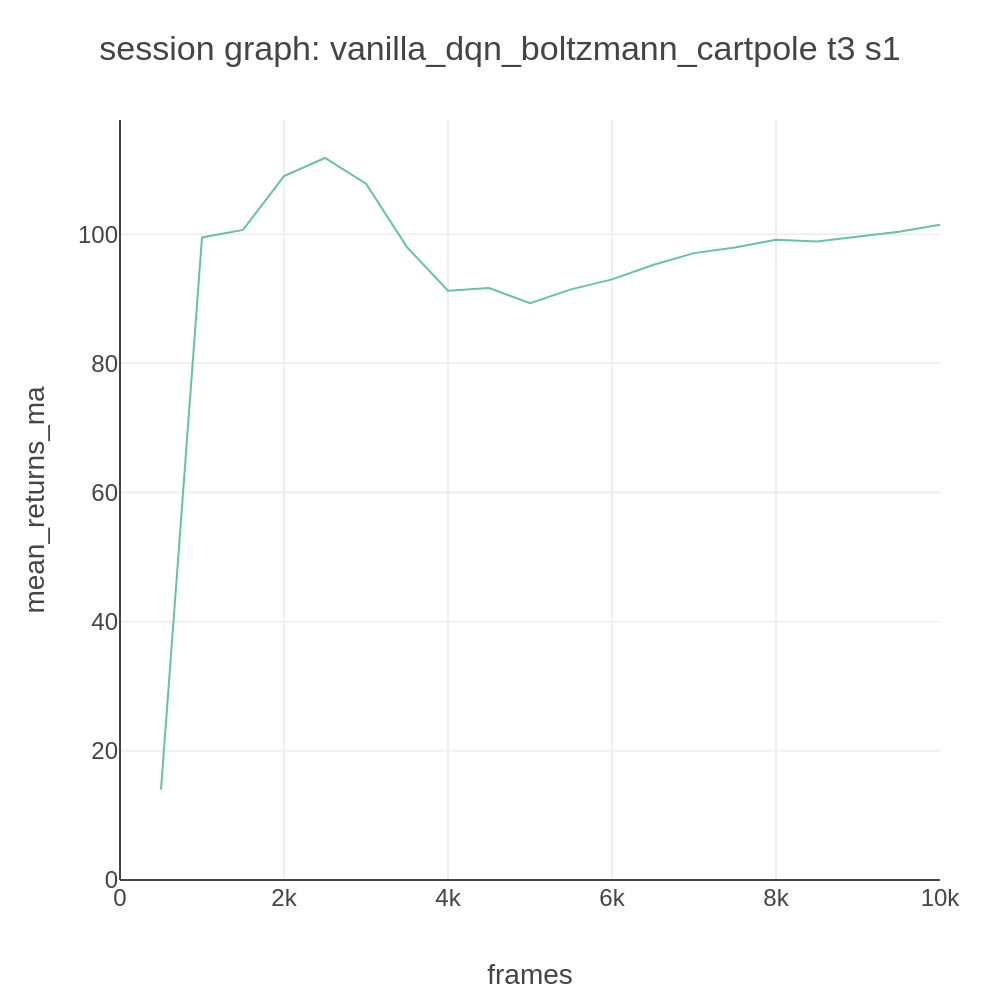 session graph: vanilla_dqn_boltzmann_cartpole t3 s1
mean_returns_ma
100
80
60
40
20
0
0 2k 4k 6k 8k 10k
frames